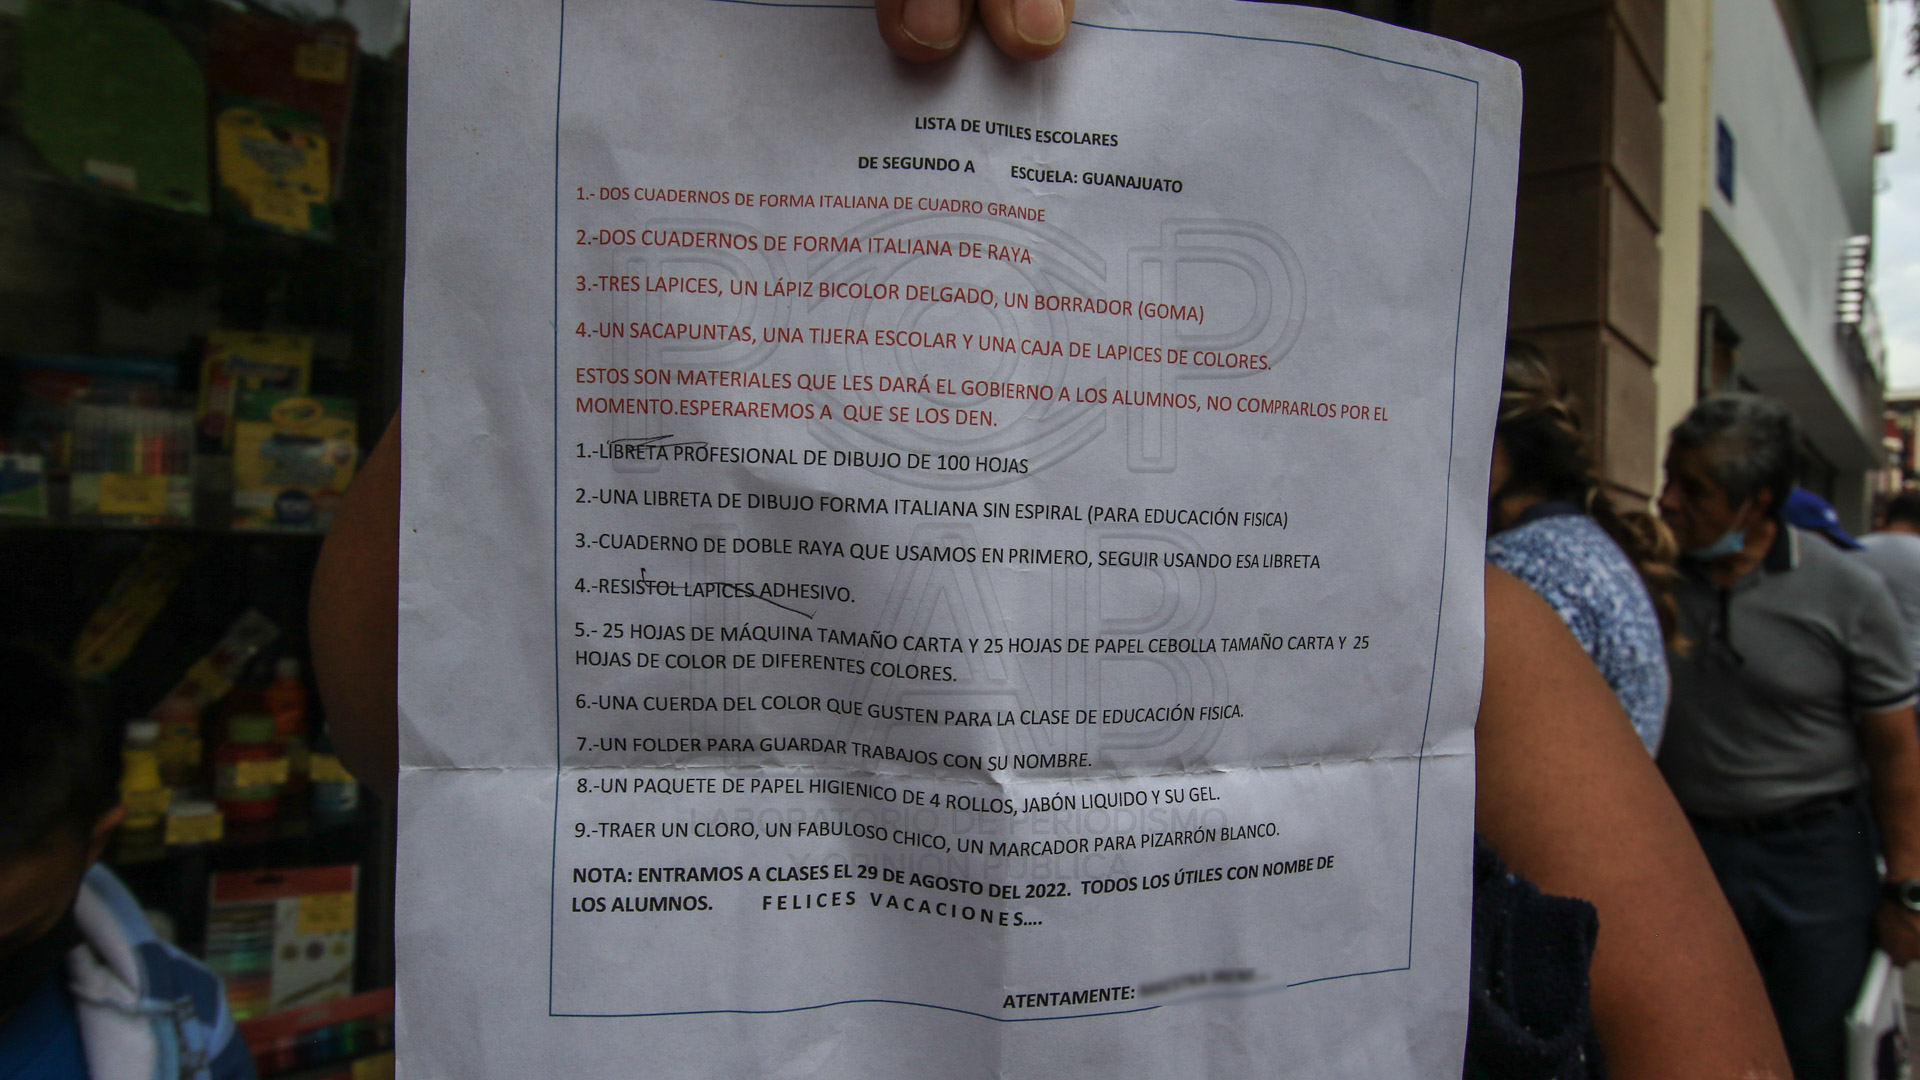 LISTA DE UTILES ESCOLARES
DE SEGUNDO A ESCUELA: GUANAJUATO
1.- DOS CUADERNOS DE FORMA ITALIANA DE CUADRO GRANDE
2.-DOS CUADERNOS DE FORMA ITALIANA DE RAYA
3.-TRES LAPICES, UN LÁPIZ BICOLOR DELGADO, UN BORRADOR (GOMA)
4.-UN SACAPUNTAS, UNA TIJERA ESCOLAR Y UNA CAJA DE LAPICES DE COLORES.
ESTOS SON MATERIALES QUE LES DARÁ EL GOBIERNO A LOS ALUMNOS, NO COMPRARLOS POR EL
MOMENTO.ESPERAREMOS A QUE SE LOS DEN.
1.-LIBRETA PROFESIONAL DE DIBUJO DE 100 HOJAS
2.-UNA LIBRETA DE DIBUJO FORMA ITALIANA SIN ESPIRAL (PARA EDUCACIÓN FISICA)
3.-CUADERNO DE DOBLE RAYA QUE USAMOS EN PRIMERO, SEGUIR USANDO ESA LIBRETA
4.-RESISTOL LAPICES ADHESIVO.
5.- 25 HOJAS DE MÁQUINA TAMAÑO CARTA Y 25 HOJAS DE PAPEL CEBOLLA TAMAÑO CARTA Y 25
HOJAS DE COLOR DE DIFERENTES COLORES.
6.-UNA CUERDA DEL COLOR QUE GUSTEN PARA LA CLASE DE EDUCACIÓN FISICA.
7.-UN FOLDER PARA GUARDAR TRABAJOS CON SU NOMBRE.
8.-UN PAQUETE DE PAPEL HIGIENICO DE 4 ROLLOS, JABÓN LIQUIDO Y SU GEL.
9.-TRAER UN CLORO, UN FABULOSO CHICO, UN MARCADOR PARA PIZARRÓN BLANCO.
NOTA: ENTRAMOS A CLASES EL 29 DE AGOSTO DEL 2022. TODOS LOS ÚTILES CON NOMBE DE
LOS ALUMNOS. FELICES VACACIONES....
ATENTAMENTE:
POP
LAB
LABORATORIO DE PERIODISMO
Y OPINIÓN PÚBLICA